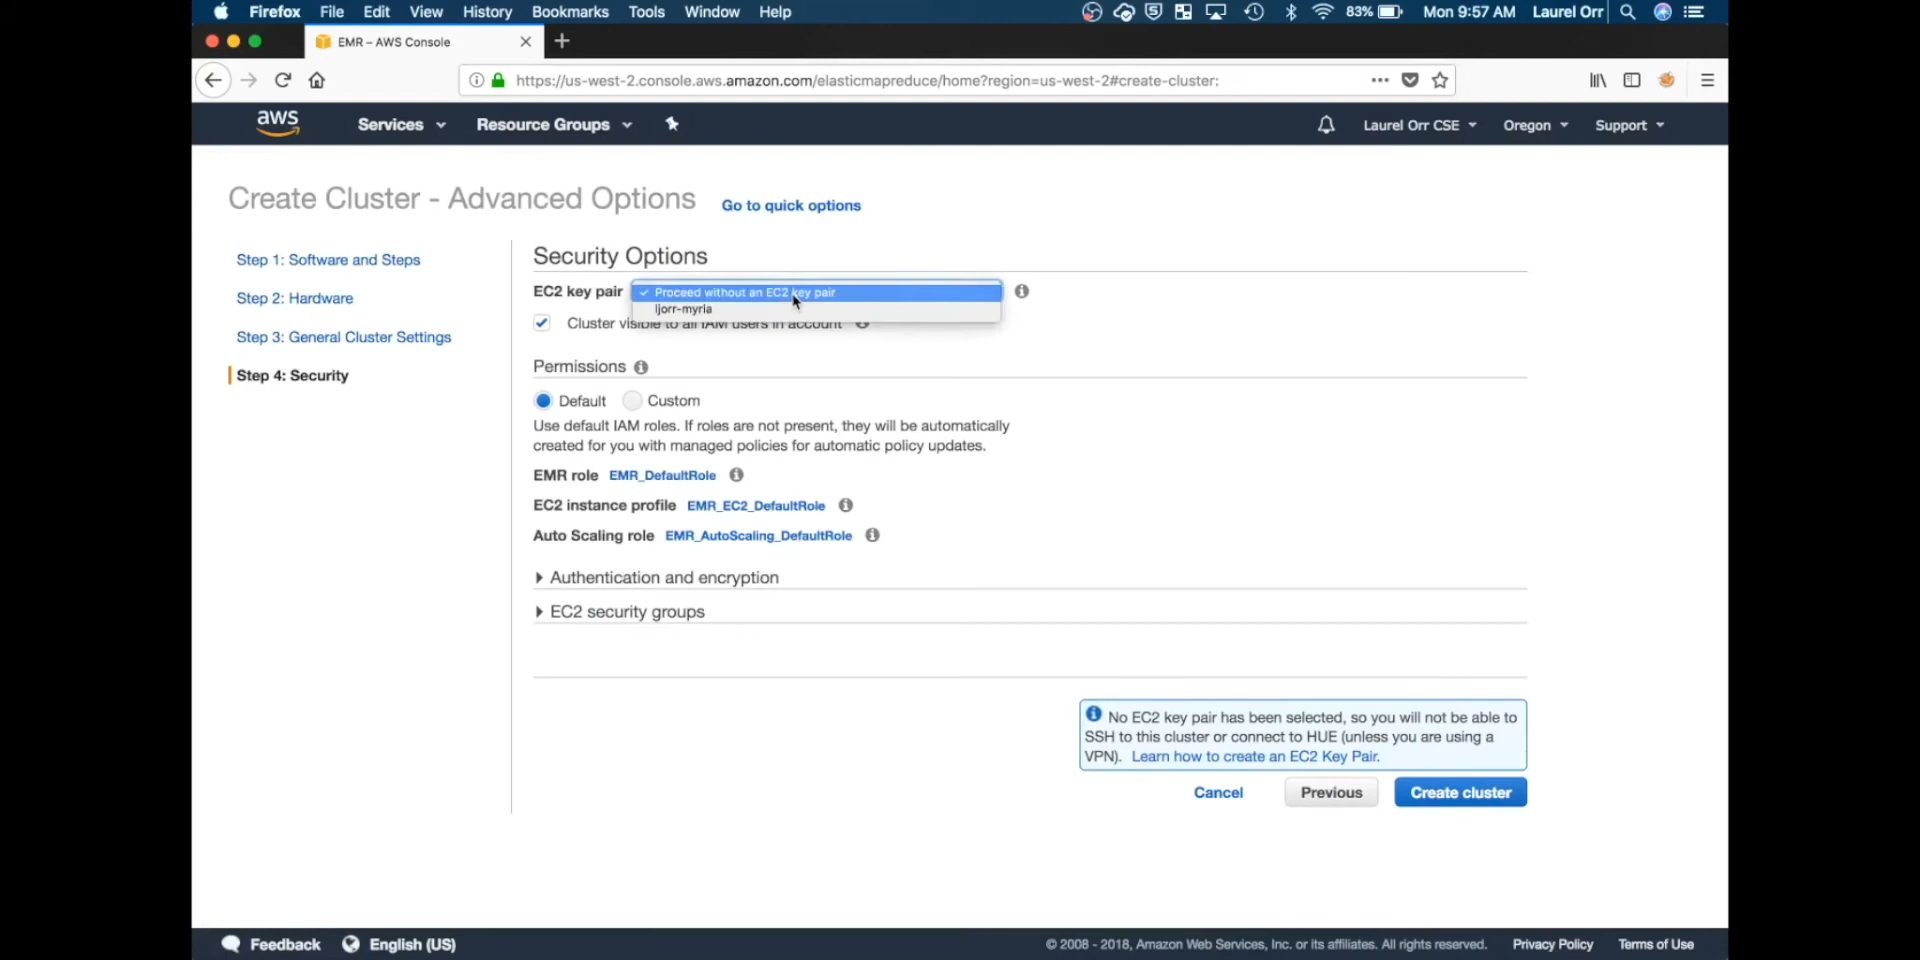 Firefox File Edit View History Bookmarks Tools Window Help 83% Mon 9:57 AM Laurel Orr
EMR – AWS Console
https://us-west-2.console.aws.amazon.com/elasticmapreduce/home?region=us-west-2#create-cluster:
aws Services Resource Groups Laurel Orr CSE Oregon Support
Create Cluster - Advanced Options Go to quick options
Step 1: Software and Steps
Step 2: Hardware
Step 3: General Cluster Settings
Step 4: Security
Security Options
EC2 key pair Proceed without an EC2 key pair
ljorr-myria
Cluster visible to all IAM users in account
Permissions
Default Custom
Use default IAM roles. If roles are not present, they will be automatically
created for you with managed policies for automatic policy updates.
EMR role EMR_DefaultRole
EC2 instance profile EMR_EC2_DefaultRole
Auto Scaling role EMR_AutoScaling_DefaultRole
Authentication and encryption
EC2 security groups
No EC2 key pair has been selected, so you will not be able to
SSH to this cluster or connect to HUE (unless you are using a
VPN). Learn how to create an EC2 Key Pair.
Cancel Previous Create cluster
Feedback English (US) © 2008 - 2018, Amazon Web Services, Inc. or its affiliates. All rights reserved. Privacy Policy Terms of Use